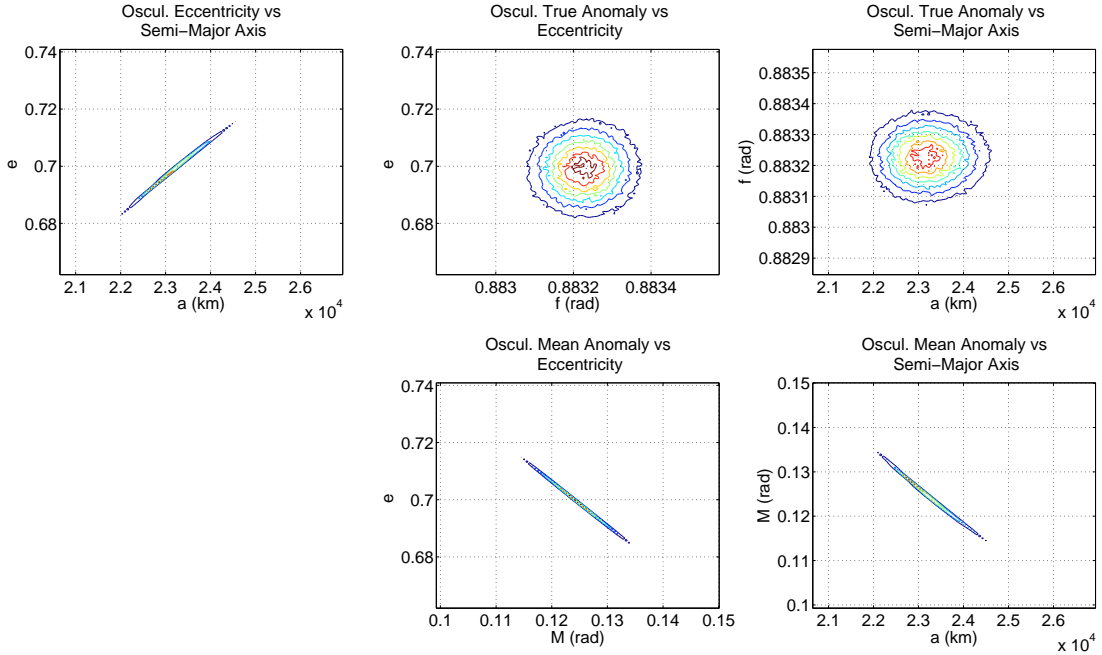 Oscul. Eccentricity vs
Semi−Major Axis
0.74
0.72
0.7
0.68
e
2.1 2.2 2.3 2.4 2.5 2.6
a (km)
x 10^4
Oscul. True Anomaly vs
Eccentricity
0.74
0.72
0.7
0.68
e
0.883 0.8832 0.8834
f (rad)
Oscul. True Anomaly vs
Semi−Major Axis
0.8835
0.8834
0.8833
0.8832
0.8831
0.883
0.8829
f (rad)
2.1 2.2 2.3 2.4 2.5 2.6
a (km)
x 10^4
Oscul. Mean Anomaly vs
Eccentricity
0.74
0.72
0.7
0.68
e
0.1 0.11 0.12 0.13 0.14 0.15
M (rad)
Oscul. Mean Anomaly vs
Semi−Major Axis
0.15
0.14
0.13
0.12
0.11
0.1
M (rad)
2.1 2.2 2.3 2.4 2.5 2.6
a (km)
x 10^4